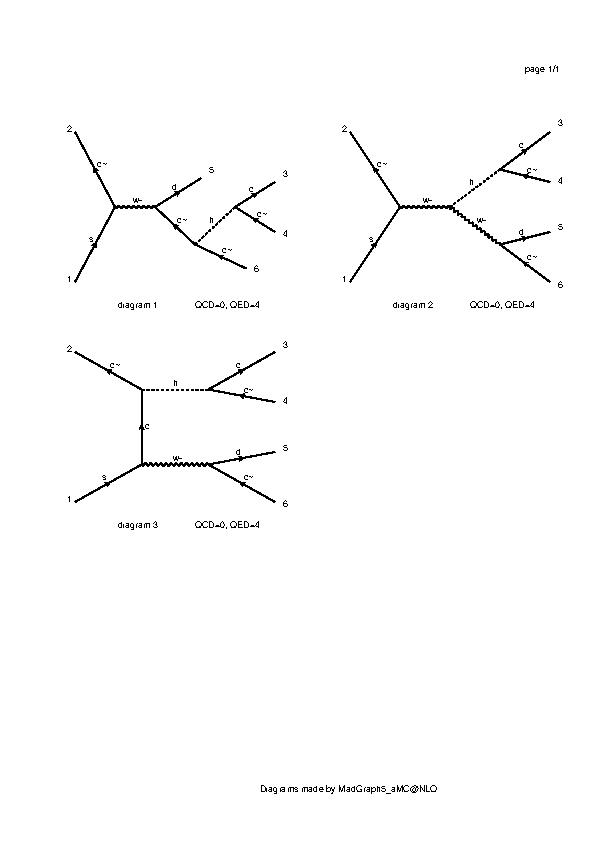 page 1/1
2
c~
s
1
w-
d
5
c~
h
c
3
c~
4
c~
6
diagram 1 QCD=0, QED=4
2
c~
s
1
w-
h
c
3
c~
4
w-
d
5
c~
6
diagram 2 QCD=0, QED=4
2
c~
h
c
3
c~
4
c
s
1
w-
d
5
c~
6
diagram 3 QCD=0, QED=4
Diagrams made by MadGraph5_aMC@NLO